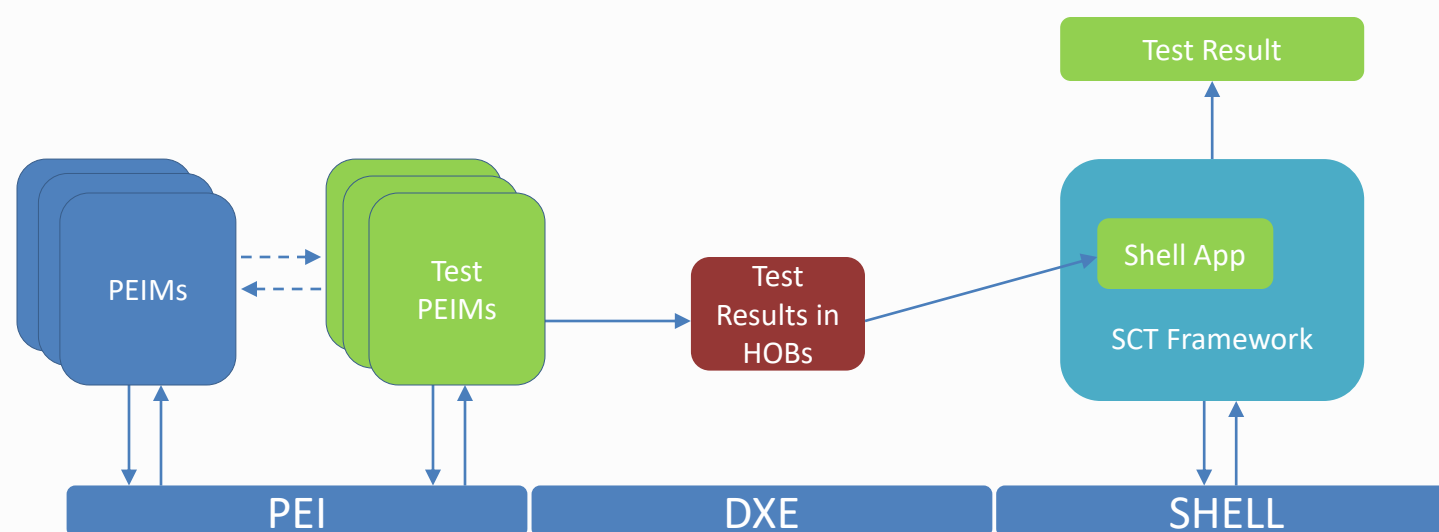 Test Result
PEIMs
Test
PEIMs
Test
Results in
HOBs
Shell App
SCT Framework
PEI
DXE
SHELL